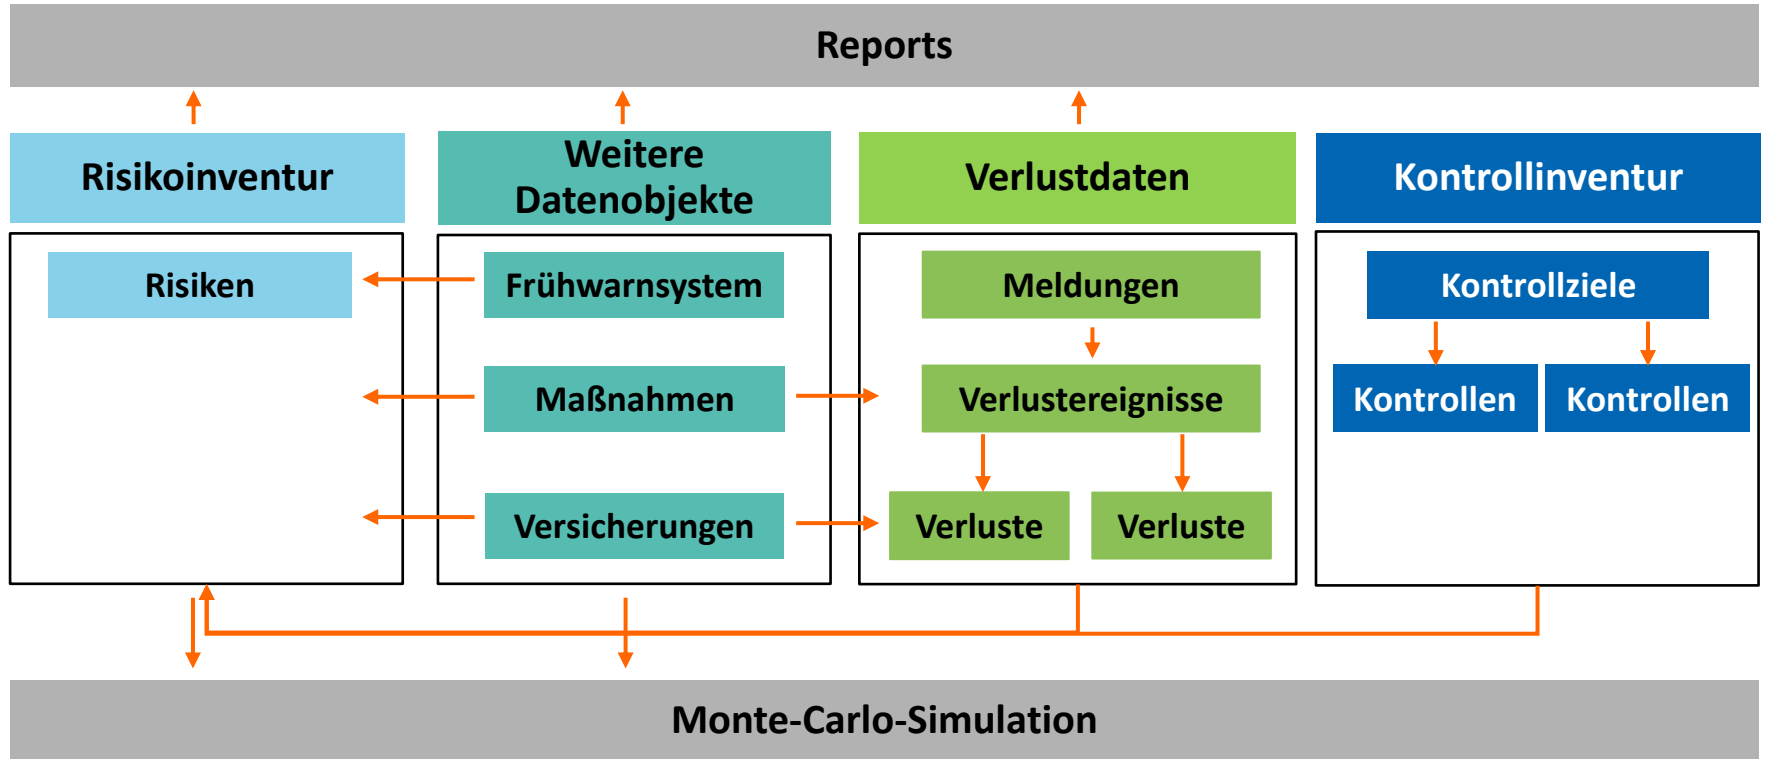 Reports
Risikoinventur
Weitere
Datenobjekte
Verlustdaten
Kontrollinventur
Risiken
Frühwarnsystem
Maßnahmen
Versicherungen
Meldungen
Verlustereignisse
Verluste
Verluste
Kontrollziele
Kontrollen
Kontrollen
Monte-Carlo-Simulation